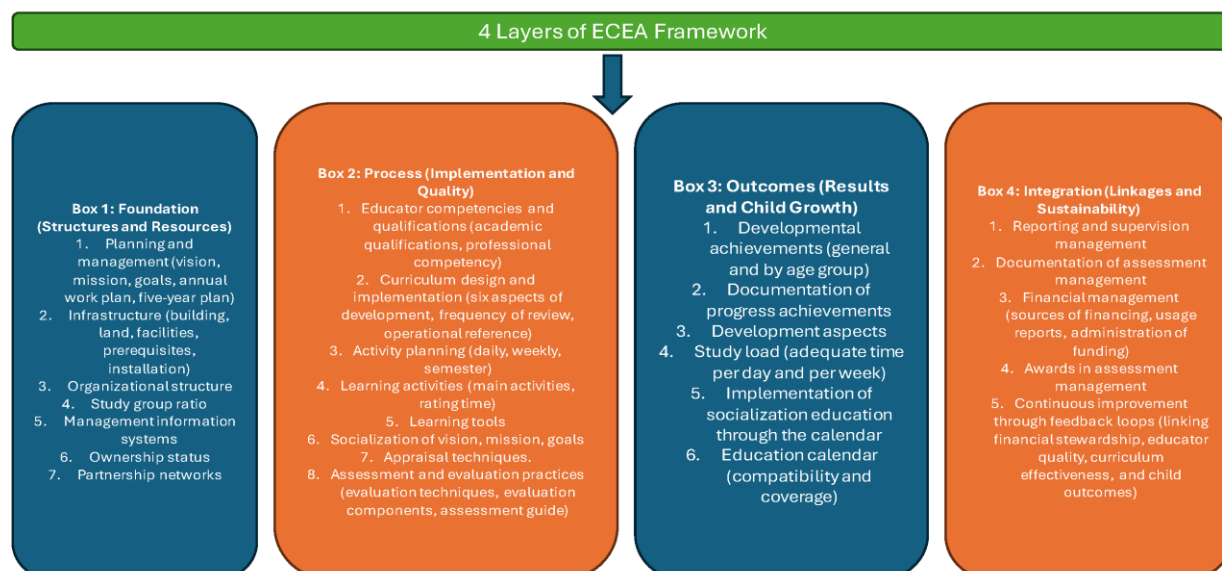 4 Layers of ECEA Framework
Box 1: Foundation
(Structures and Resources)
1. Planning and
management (vision,
mission, goals, annual
work plan, five-year plan)
2. Infrastructure (building,
land, facilities,
prerequisites,
installation)
3. Organizational structure
4. Study group ratio
5. Management information
systems
6. Ownership status
7. Partnership networks
Box 2: Process (Implementation and
Quality)
1. Educator competencies and
qualifications (academic
qualifications, professional
competency)
2. Curriculum design and
implementation (six aspects of
development, frequency of review,
operational reference)
3. Activity planning (daily, weekly,
semester)
4. Learning activities (main activities,
rating time)
5. Learning tools
6. Socialization of vision, mission, goals
7. Appraisal techniques.
8. Assessment and evaluation practices
(evaluation techniques, evaluation
components, assessment guide)
Box 3: Outcomes (Results
and Child Growth)
1. Developmental
achievements (general
and by age group)
2. Documentation of
progress achievements
3. Development aspects
4. Study load (adequate time
per day and per week)
5. Implementation of
socialization education
through the calendar
6. Education calendar
(compatibility and
coverage)
Box 4: Integration (Linkages and
Sustainability)
1. Reporting and supervision
management
2. Documentation of assessment
management
3. Financial management
(sources of financing, usage
reports, administration of
funding)
4. Awards in assessment
management
5. Continuous improvement
through feedback loops (linking
financial stewardship, educator
quality, curriculum
effectiveness, and child
outcomes)